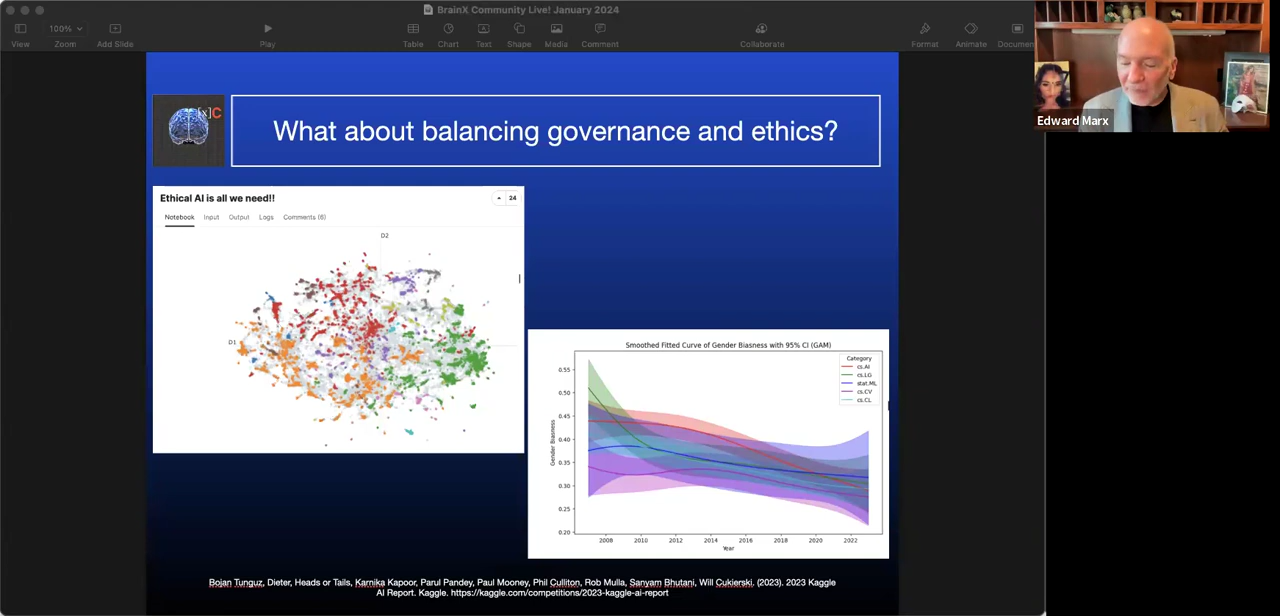 BrainX Community Live! January 2024
100%
View
Zoom
Add Slide
Play
Table
Chart
Text
Shape
Media
Comment
Collaborate
Format
Animate
Documen
Edward Marx
[x]C
What about balancing governance and ethics?
Ethical AI is all we need!!
24
Notebook
Input
Output
Logs
Comments (6)
D2
D1
Smoothed Fitted Curve of Gender Biasness with 95% CI (GAM)
Category
cs.AI
cs.LG
stat.ML
cs.CV
cs.CL
Gender Biasness
0.55
0.50
0.45
0.40
0.35
0.30
0.25
0.20
2008
2010
2012
2014
2016
2018
2020
2022
Year
Bojan Tunguz, Dieter, Heads or Tails, Karnika Kapoor, Parul Pandey, Paul Mooney, Phil Culliton, Rob Mulla, Sanyam Bhutani, Will Cukierski. (2023). 2023 Kaggle
AI Report. Kaggle. https://kaggle.com/competitions/2023-kaggle-ai-report